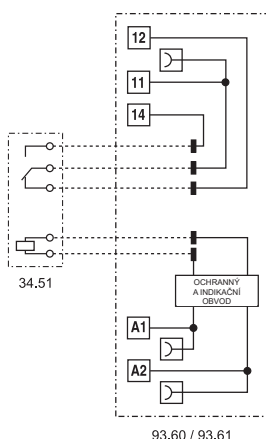 12
11
14
34.51
OCHRANNÝ
A INDIKAČNÍ
OBVOD
A1
A2
93.60 / 93.61